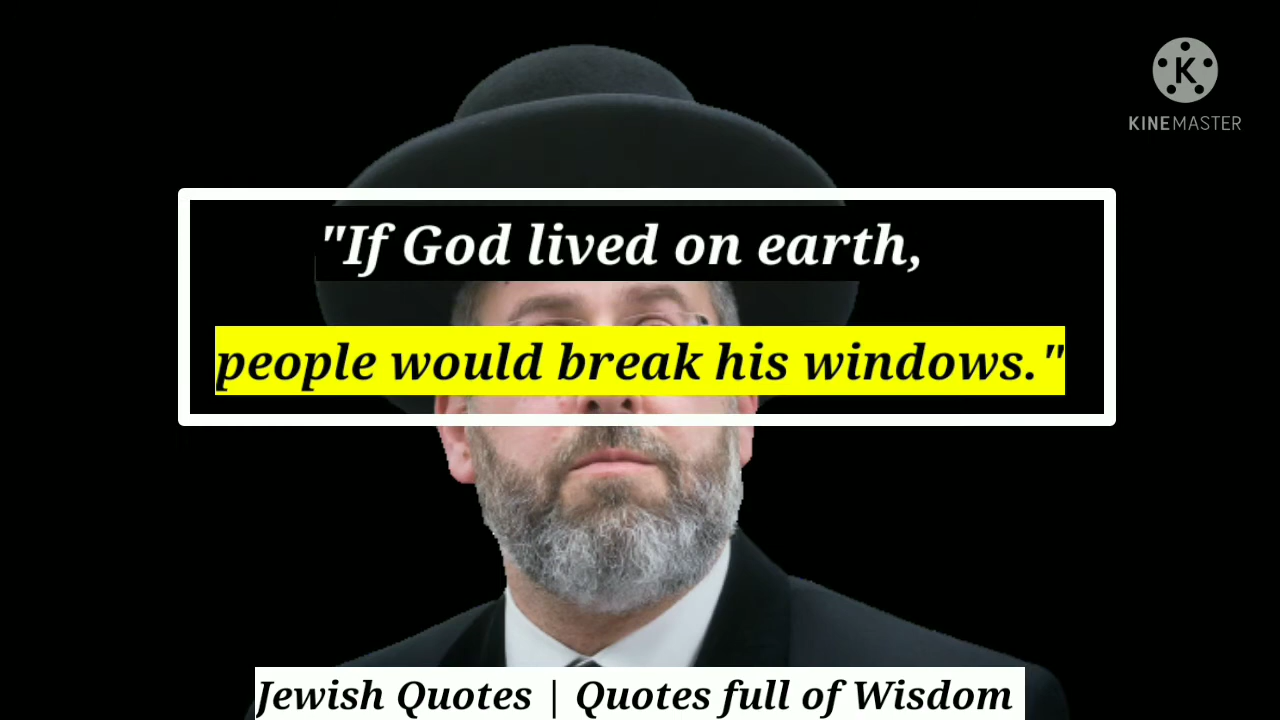 K
KINEMASTER
"If God lived on earth,
people would break his windows."
Jewish Quotes | Quotes full of Wisdom